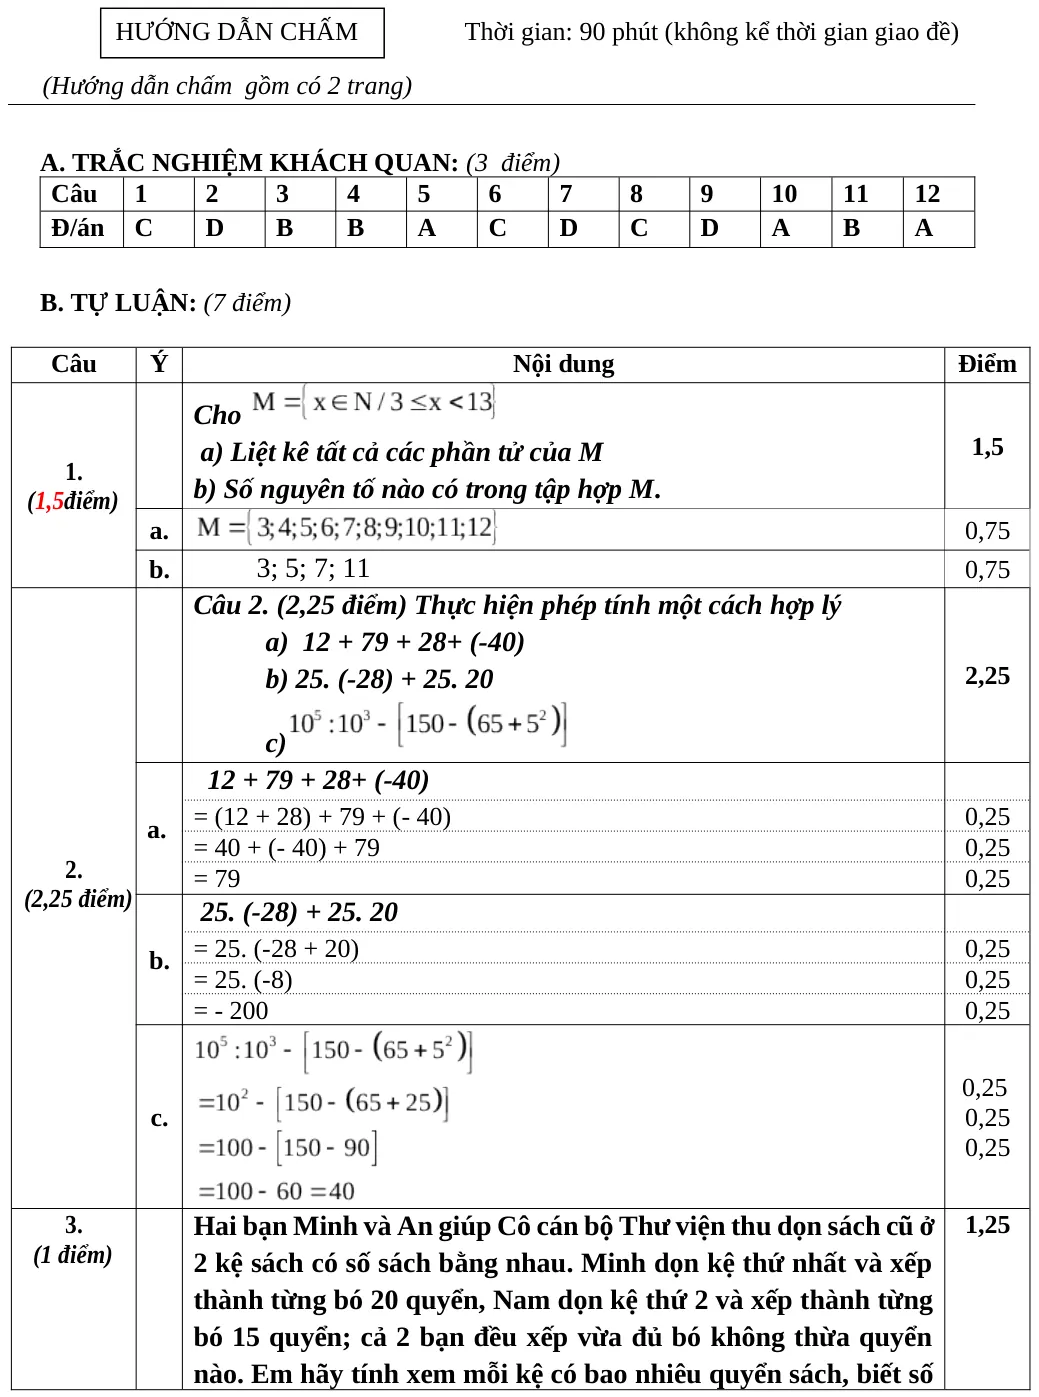 HƯỚNG DẪN CHẤM Thời gian: 90 phút (không kể thời gian giao đề)
(Hướng dẫn chấm gồm có 2 trang)
A. TRẮC NGHIỆM KHÁCH QUAN: (3 điểm)
Câu 1 2 3 4 5 6 7 8 9 10 11 12
Đ/án C D B B A C D C D A B A
B. TỰ LUẬN: (7 điểm)
Câu Ý Nội dung Điểm
1. (1,5điểm)
Cho M = { x ∈ N / 3 ≤ x < 13}
a) Liệt kê tất cả các phần tử của M
b) Số nguyên tố nào có trong tập hợp M.
1,5
a. M = { 3; 4; 5; 6; 7; 8; 9; 10; 11; 12} 0,75
b. 3; 5; 7; 11 0,75
2. (2,25 điểm)
Câu 2. (2,25 điểm) Thực hiện phép tính một cách hợp lý
a) 12 + 79 + 28+ (-40)
b) 25. (-28) + 25. 20
c) 10⁵ : 10³ - [150 - (65 + 5²)]
2,25
a.
12 + 79 + 28+ (-40)
= (12 + 28) + 79 + (- 40) 0,25
= 40 + (- 40) + 79 0,25
= 79 0,25
b.
25. (-28) + 25. 20
= 25. (-28 + 20) 0,25
= 25. (-8) 0,25
= - 200 0,25
c.
10⁵ : 10³ - [150 - (65 + 5²)]
=10² - [150 - (65 + 25)] 0,25
=100 - [150 - 90] 0,25
=100 - 60 = 40 0,25
3. (1 điểm)
Hai bạn Minh và An giúp Cô cán bộ Thư viện thu dọn sách cũ ở 1,25
2 kệ sách có số sách bằng nhau. Minh dọn kệ thứ nhất và xếp
thành từng bó 20 quyển, Nam dọn kệ thứ 2 và xếp thành từng
bó 15 quyển; cả 2 bạn đều xếp vừa đủ bó không thừa quyển
nào. Em hãy tính xem mỗi kệ có bao nhiêu quyển sách, biết số